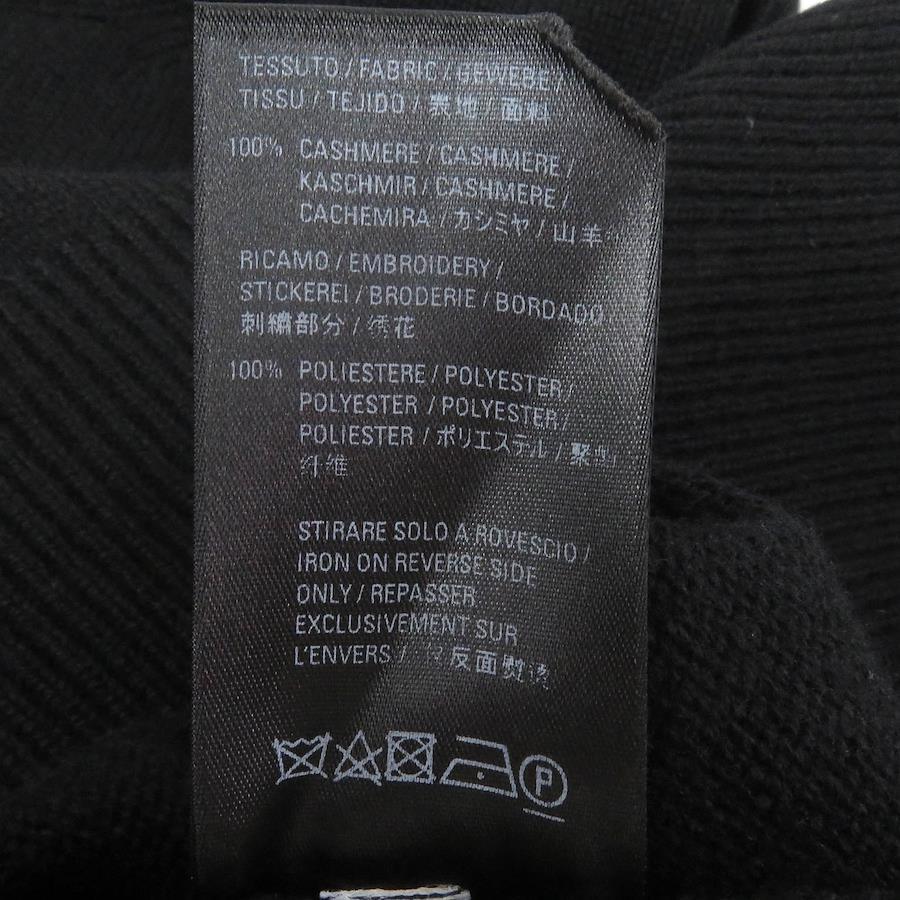 TESSUTO / FABRIC / GEWEBE /
TISSU / TEJIDO / 表地 / 面料
100% CASHMERE / CASHMERE /
KASCHMIR / CASHMERE /
CACHEMIRA / カシミヤ / 山羊
RICAMO / EMBROIDERY /
STICKEREI / BRODERIE / BORDADO /
刺繍部分 / 绣花
100% POLIESTERE / POLYESTER /
POLYESTER / POLYESTER /
POLIESTER / ポリエステル / 聚酯
纤维
STIRARE SOLO A ROVESCIO /
IRON ON REVERSE SIDE
ONLY / REPASSER
EXCLUSIVEMENT SUR
L'ENVERS / 反面熨烫
P